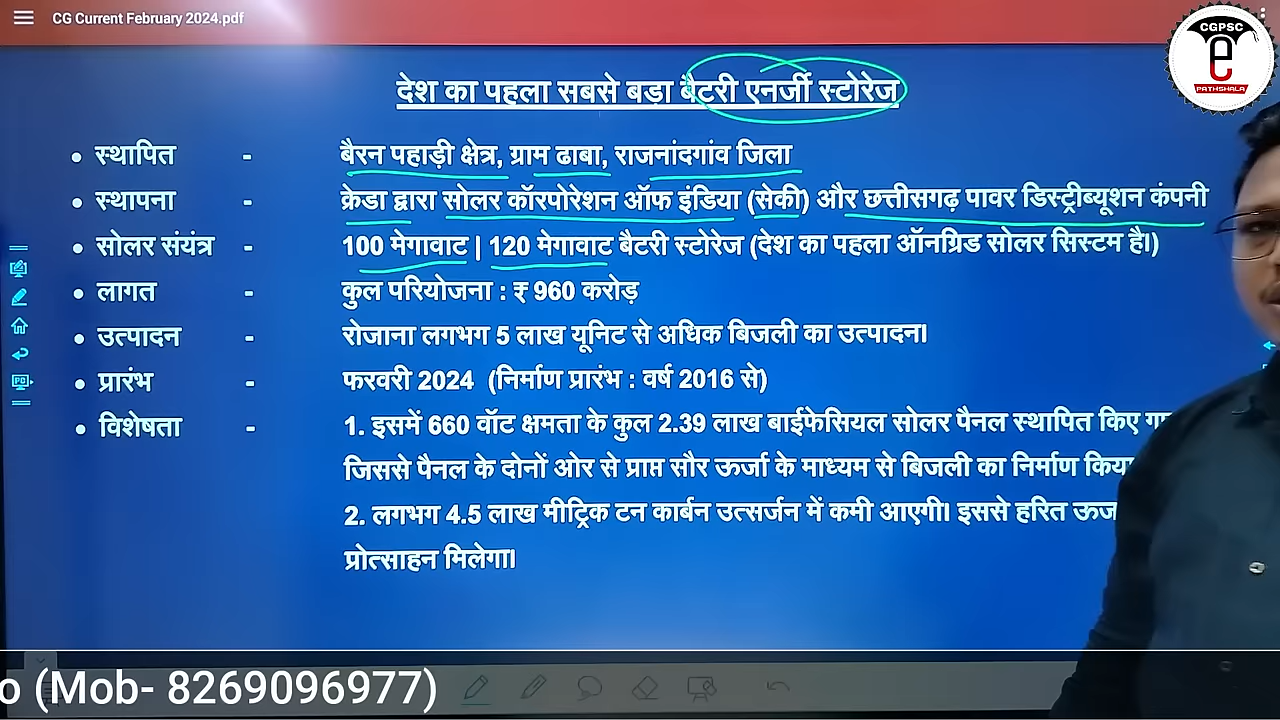 CG Current February 2024.pdf
CGPSC
e
PATHSHALA
देश का पहला सबसे बडा बैटरी एनर्जी स्टोरेज
• स्थापित - बैरन पहाड़ी क्षेत्र, ग्राम ढाबा, राजनांदगांव जिला
• स्थापना - क्रेडा द्वारा सोलर कॉरपोरेशन ऑफ इंडिया (सेकी) और छत्तीसगढ़ पावर डिस्ट्रीब्यूशन कंपनी
• सोलर संयंत्र - 100 मेगावाट | 120 मेगावाट बैटरी स्टोरेज (देश का पहला ऑनग्रिड सोलर सिस्टम है।)
• लागत - कुल परियोजना : ₹ 960 करोड़
• उत्पादन - रोजाना लगभग 5 लाख यूनिट से अधिक बिजली का उत्पादन।
• प्रारंभ - फरवरी 2024 (निर्माण प्रारंभ : वर्ष 2016 से)
• विशेषता - 1. इसमें 660 वॉट क्षमता के कुल 2.39 लाख बाईफेसियल सोलर पैनल स्थापित किए
जिससे पैनल के दोनों ओर से प्राप्त सौर ऊर्जा के माध्यम से बिजली का निर्माण
2. लगभग 4.5 लाख मीट्रिक टन कार्बन उत्सर्जन में कमी आएगी। इससे हरित
प्रोत्साहन मिलेगा।
o (Mob- 8269096977)